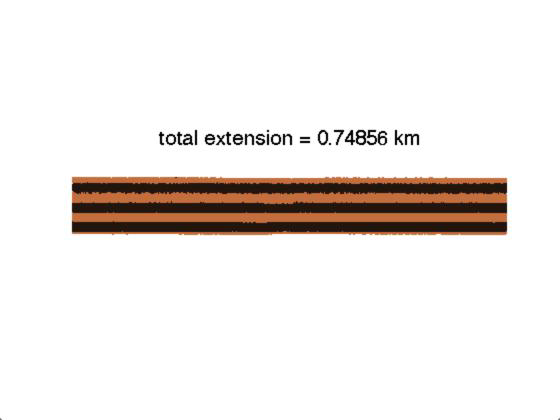 total extension = 0.74856 km